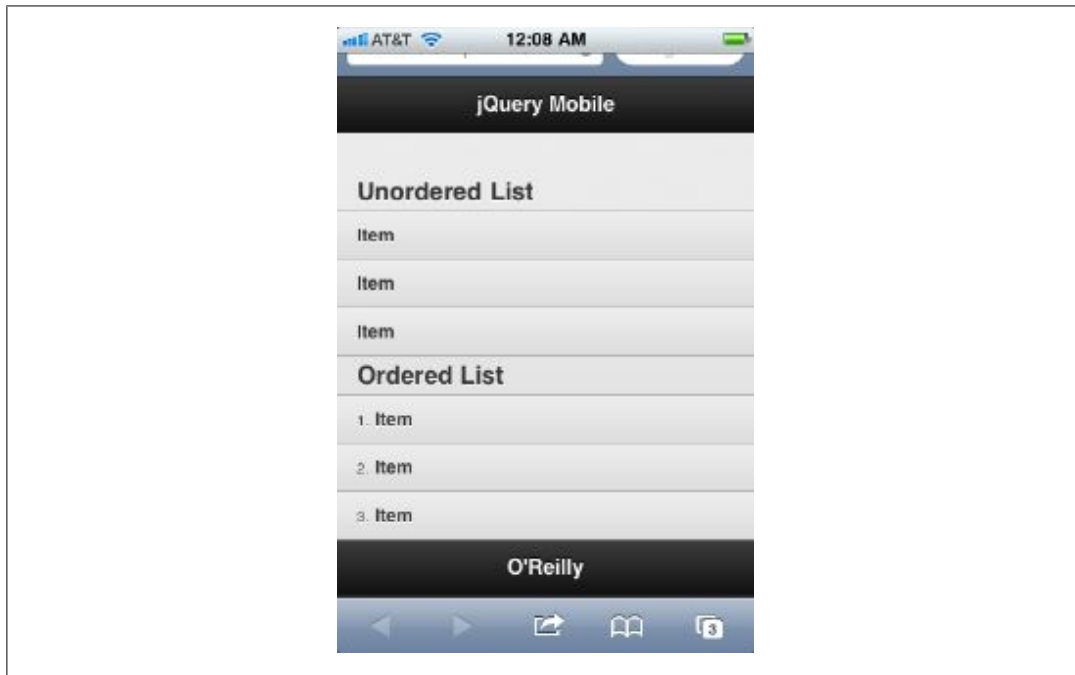 AT&T 12:08 AM
jQuery Mobile
Unordered List
Item
Item
Item
Ordered List
1. Item
2. Item
3. Item
O'Reilly
3